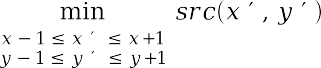 min src(x ′ , y ′ )
x − 1 ≤ x ′ ≤ x+1
y − 1 ≤ y ′ ≤ y+1